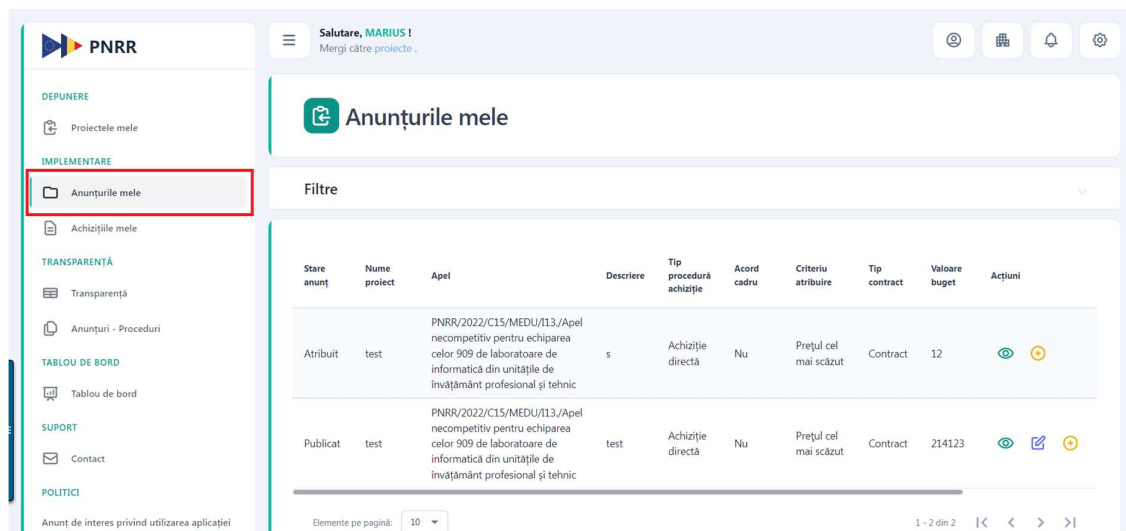 PNRR
Salutare, MARIUS !
Mergi către proiecte .
DEPUNERE
Proiectele mele
IMPLEMENTARE
Anunțurile mele
Achizițiile mele
TRANSPARENȚĂ
Transparență
Anunțuri - Proceduri
TABLOU DE BORD
Tablou de bord
SUPORT
Contact
POLITICI
Anunț de interes privind utilizarea aplicației
Anunțurile mele
Filtre
Stare
anunț
Nume
proiect
Apel
Descriere
Tip
procedură
achiziție
Acord
cadru
Criteriu
atribuire
Tip
contract
Valoare
buget
Acțiuni
Atribuit
test
PNRR/2022/C15/MEDU/I13./Apel
necompetitiv pentru echiparea
celor 909 de laboratoare de
informatică din unitățile de
învățământ profesional și tehnic
s
Achiziție
directă
Nu
Prețul cel
mai scăzut
Contract
12
Publicat
test
PNRR/2022/C15/MEDU/I13./Apel
necompetitiv pentru echiparea
celor 909 de laboratoare de
informatică din unitățile de
învățământ profesional și tehnic
test
Achiziție
directă
Nu
Prețul cel
mai scăzut
Contract
214123
Elemente pe pagină: 10
1 - 2 din 2